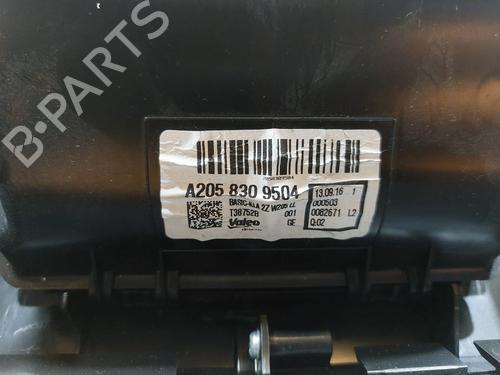 B-PARTS
A205 830 9504
BASIC-KLA 2Z W205 LL
T38752B 001
Valeo GE
13.09.16 1
000503
0082671 L2
Q:02